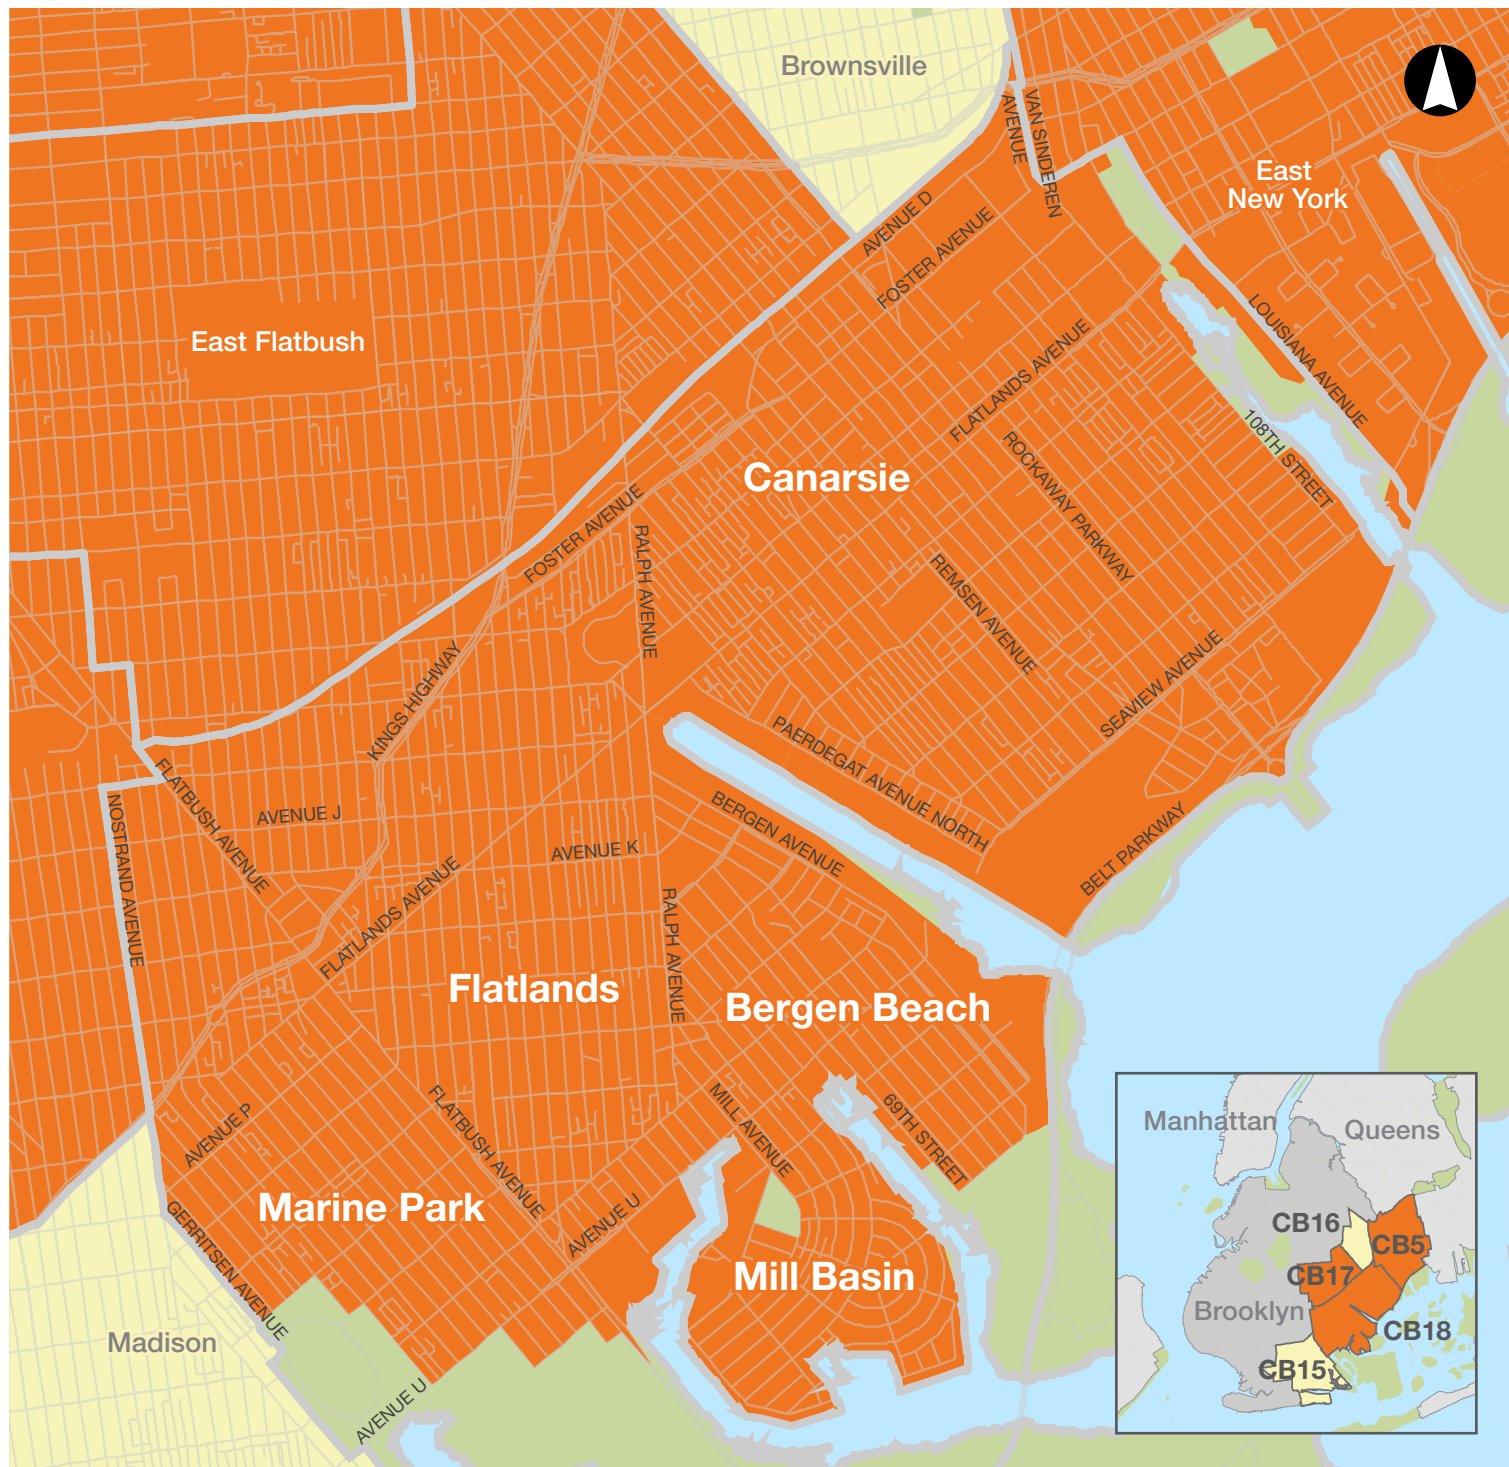 Brownsville
AVENUE
VAN SINDEREN
East
New York
AVENUE D
FOSTER AVENUE
East Flatbush
LOUISIANA AVENUE
FLATLANDS AVENUE
108TH STREET
Canarsie
ROCKAWAY PARKWAY
FOSTER AVENUE
RALPH AVENUE
REMSEN AVENUE
SEAVIEW AVENUE
KINGS HIGHWAY
PAERDEGAT AVENUE NORTH
FLATBUSH AVENUE
AVENUE J
NOSTRAND AVENUE
BERGEN AVENUE
BELT PARKWAY
AVENUE K
FLATLANDS AVENUE
RALPH AVENUE
Flatlands
Bergen Beach
AVENUE P
FLATBUSH AVENUE
MILL AVENUE
69TH STREET
Marine Park
GERRITSEN AVENUE
AVENUE U
Mill Basin
Madison
AVENUE U
Manhattan
Queens
CB16
CB5
CB17
Brooklyn
CB18
CB15